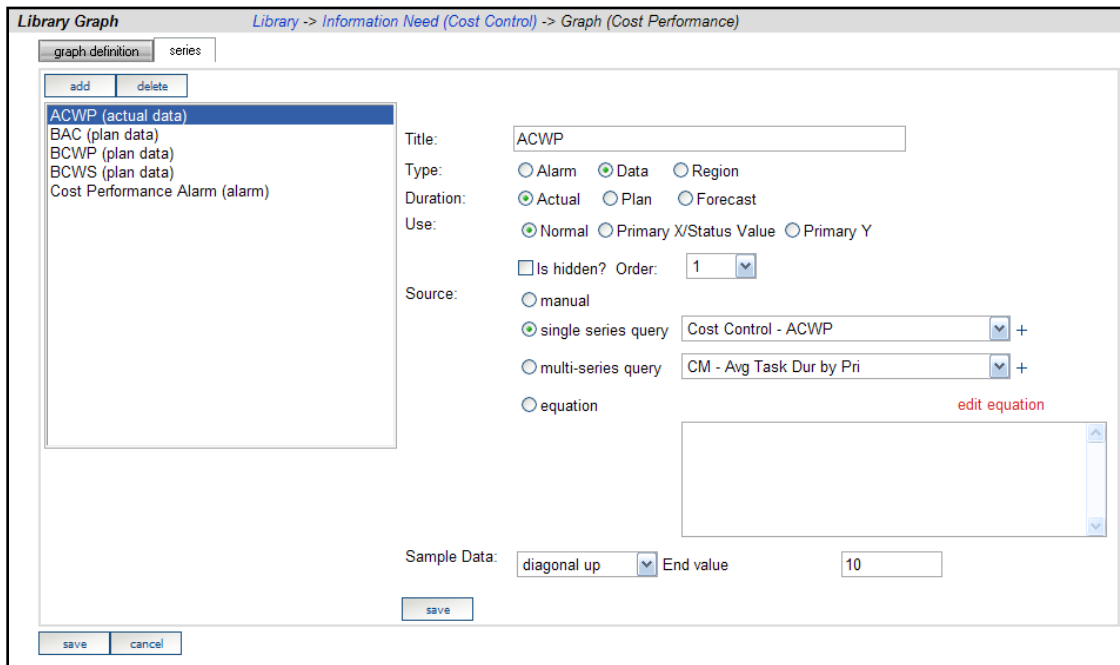 Library Graph Library -> Information Need (Cost Control) -> Graph (Cost Performance)
graph definition series
add delete
ACWP (actual data)
BAC (plan data)
BCWP (plan data)
BCWS (plan data)
Cost Performance Alarm (alarm)
Title: ACWP
Type: Alarm Data Region
Duration: Actual Plan Forecast
Use: Normal Primary X/Status Value Primary Y
Is hidden? Order: 1
Source: manual
single series query Cost Control - ACWP +
multi-series query CM - Avg Task Dur by Pri +
equation edit equation
Sample Data: diagonal up End value 10
save
save cancel